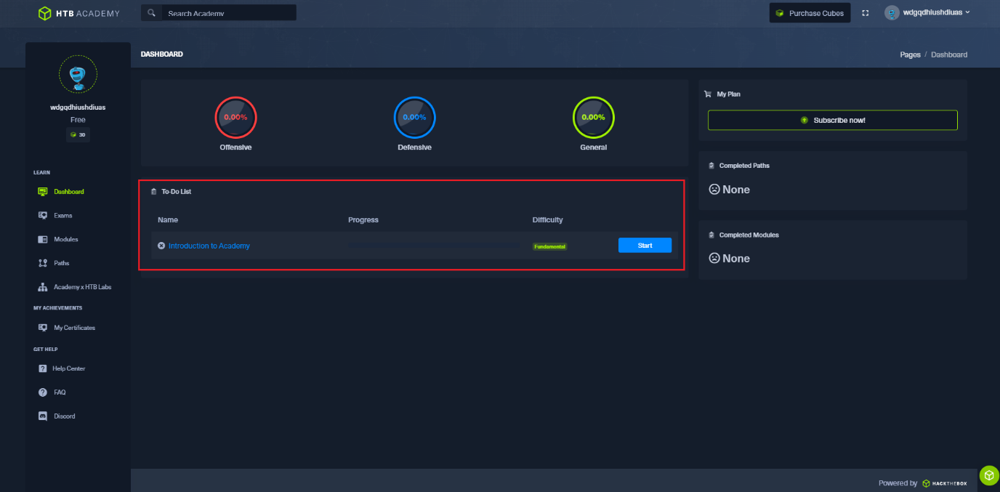 HTB ACADEMY
Search Academy
Purchase Cubes
wdgqdhiushdiuas
DASHBOARD
Pages / Dashboard
wdgqdhiushdiuas
Free
30
LEARN
Dashboard
Exams
Modules
Paths
Academy x HTB Labs
MY ACHIEVEMENTS
My Certificates
GET HELP
Help Center
FAQ
Discord
0.00%
Offensive
0.00%
Defensive
0.00%
General
To-Do List
Name Progress Difficulty
Introduction to Academy Fundamental Start
My Plan
Subscribe now!
Completed Paths
None
Completed Modules
None
Powered by HACKTHEBOX